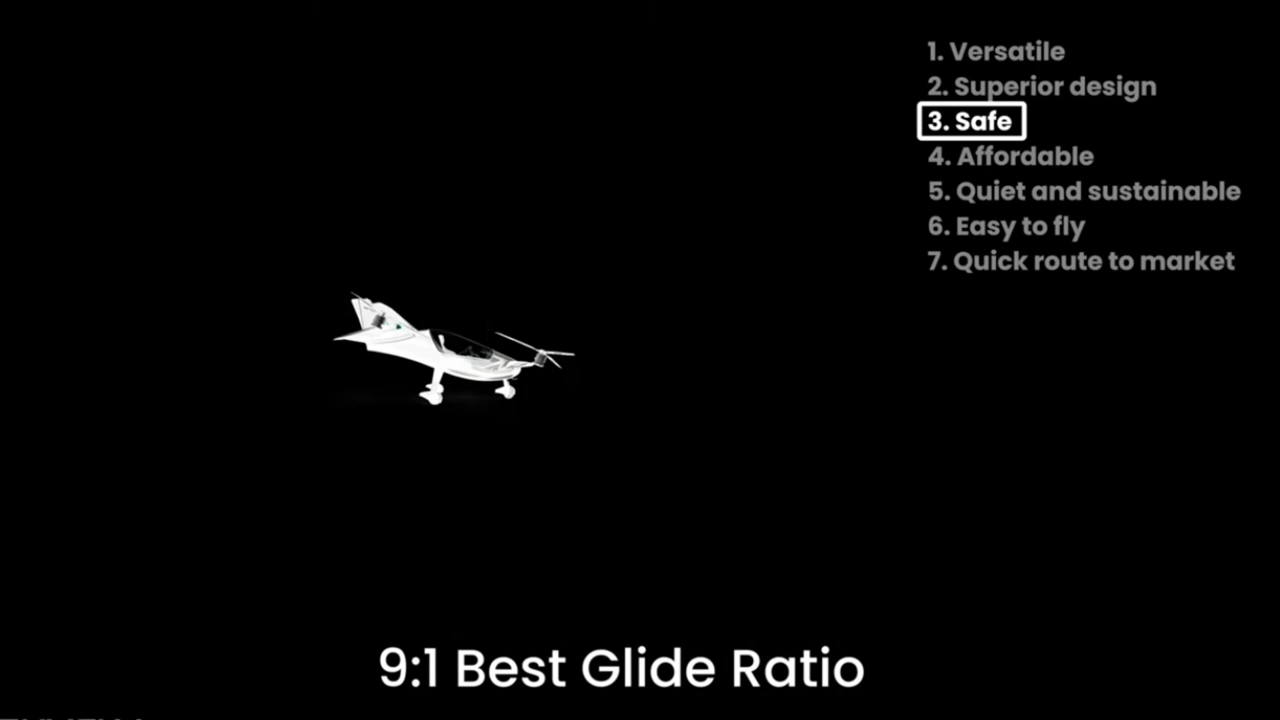 1. Versatile
2. Superior design
3. Safe
4. Affordable
5. Quiet and sustainable
6. Easy to fly
7. Quick route to market
9:1 Best Glide Ratio